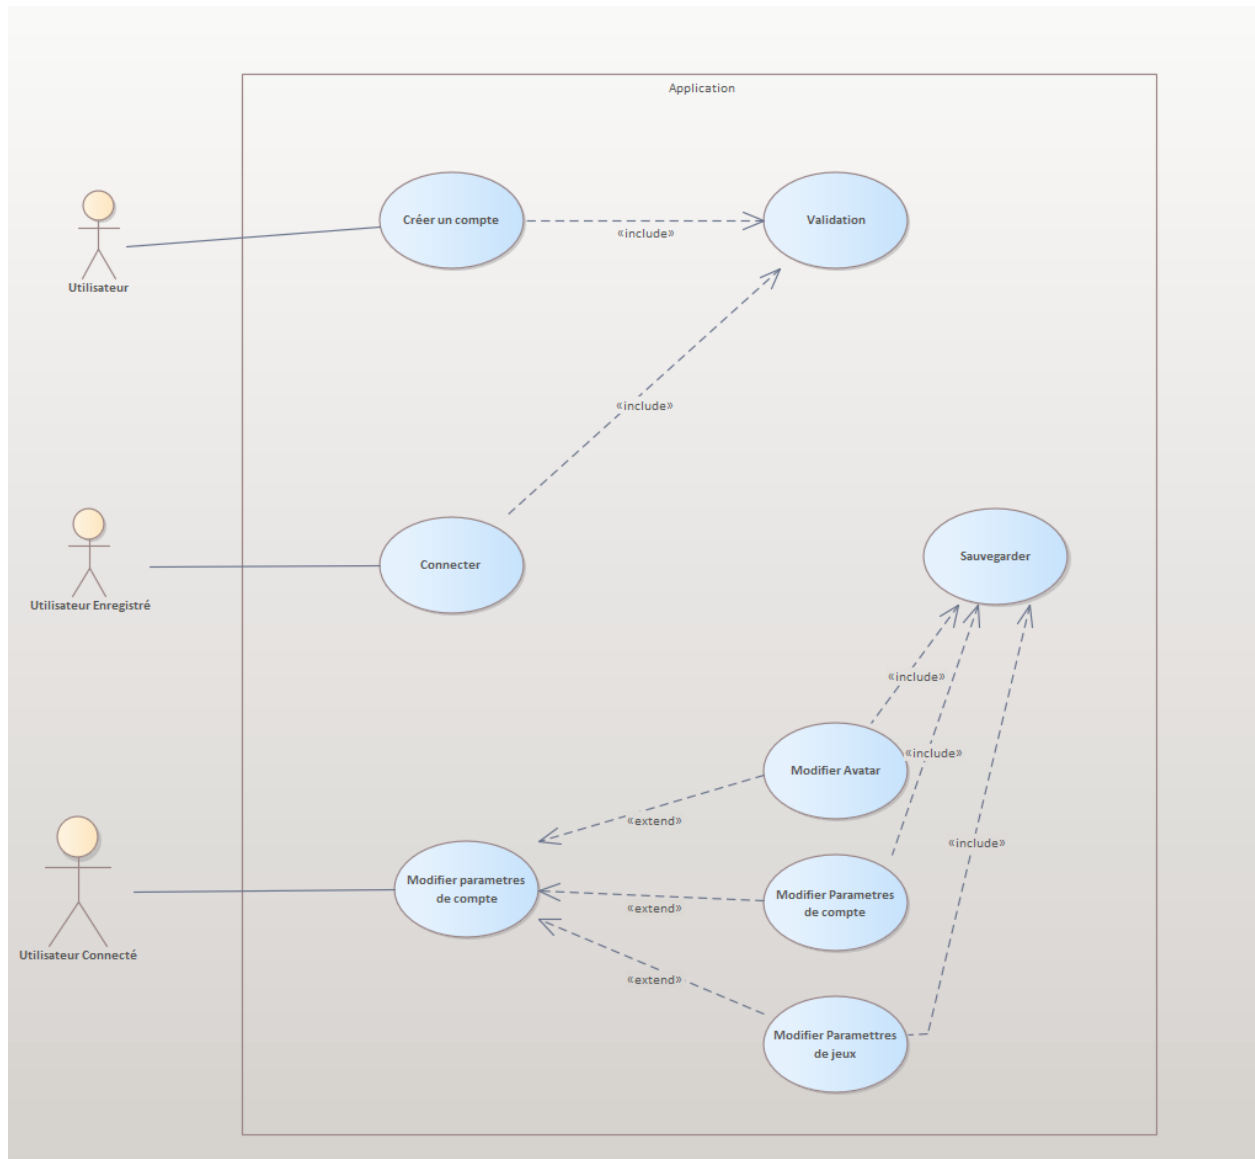 Application
Créer un compte
«include»
Validation
Utilisateur
«include»
Connecter
Sauvegarder
Utilisateur Enregistré
«include»
«include»
Modifier Avatar
«extend»
«include»
Modifier parametres
de compte
«extend»
Modifier Parametres
de compte
Utilisateur Connecté
«extend»
Modifier Paramettres
de jeux